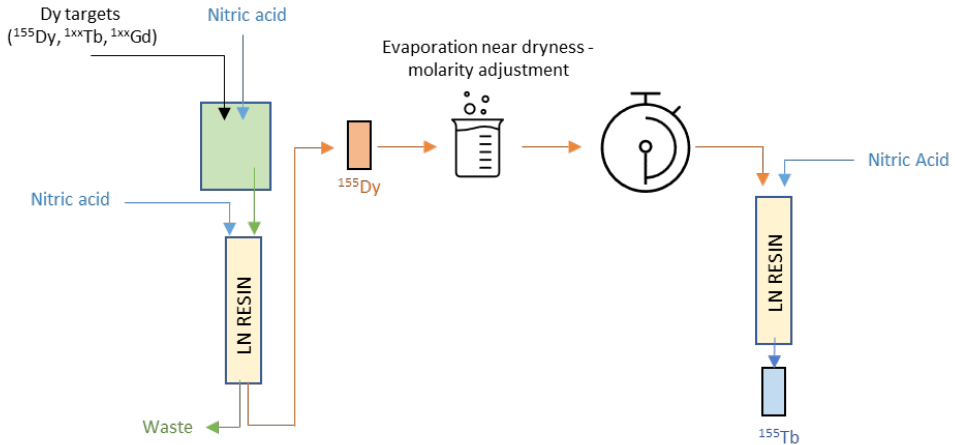 Dy targets
(¹⁵⁵Dy, ¹ˣˣTb, ¹ˣˣGd)
Nitric acid
Evaporation near dryness -
molarity adjustment
¹⁵⁵Dy
Nitric Acid
Nitric acid
LN RESIN
LN RESIN
Waste
¹⁵⁵Tb